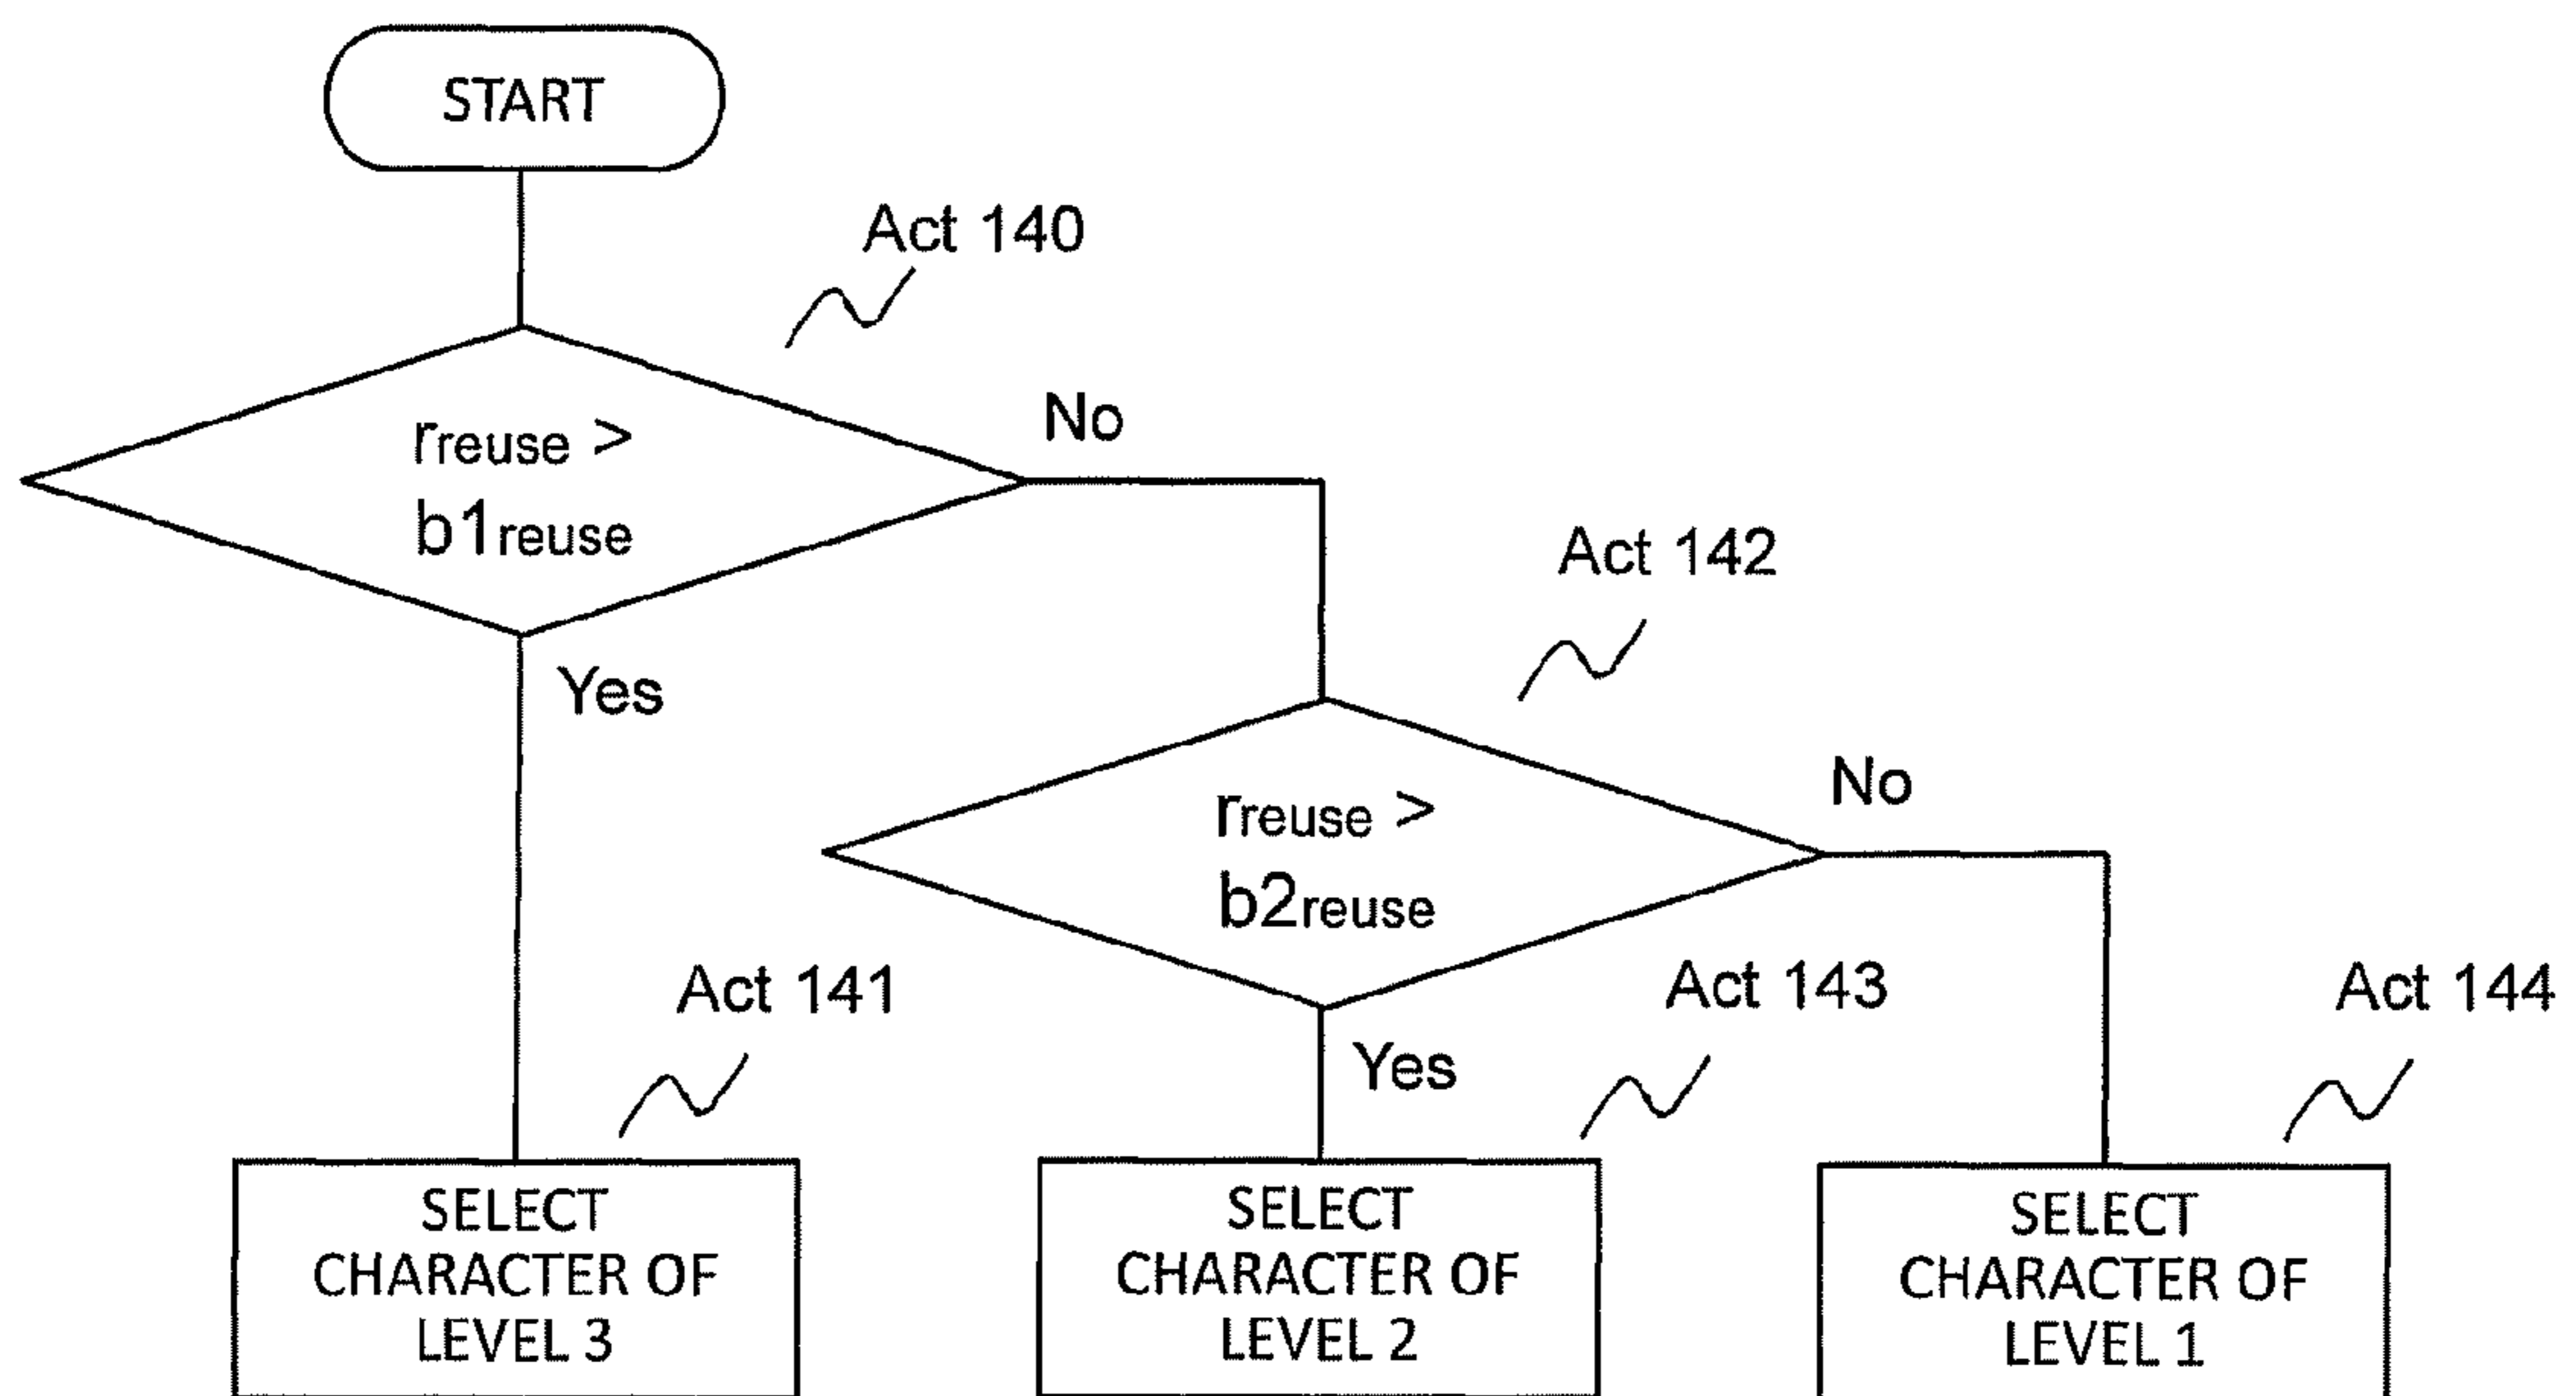 START
Act 140
rreuse >
b1reuse
No
Yes
Act 142
rreuse >
b2reuse
No
Yes
Act 141
SELECT
CHARACTER OF
LEVEL 3
Act 143
SELECT
CHARACTER OF
LEVEL 2
Act 144
SELECT
CHARACTER OF
LEVEL 1